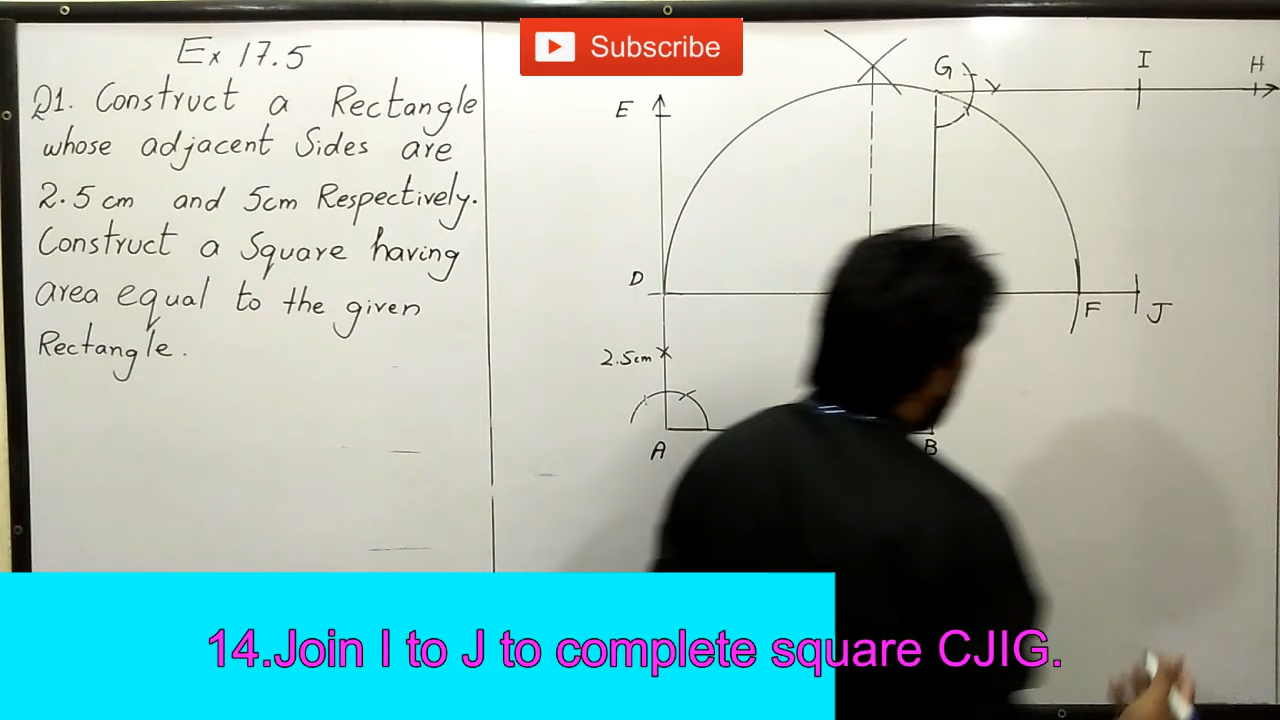 Subscribe
Ex 17.5
Q1. Construct a Rectangle
whose adjacent Sides are
2.5 cm and 5cm Respectively.
Construct a Square having
area equal to the given
Rectangle.
G
I
H
E
D
F
J
2.5cm
A
B
14.Join I to J to complete square CJIG.